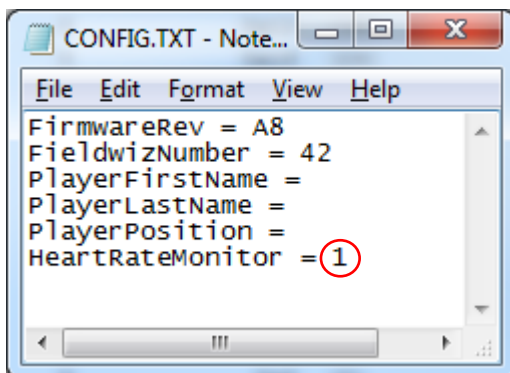 CONFIG.TXT - Note...
File Edit Format View Help
FirmwareRev = A8
FieldwizNumber = 42
PlayerFirstName =
PlayerLastName =
PlayerPosition =
HeartRateMonitor = 1